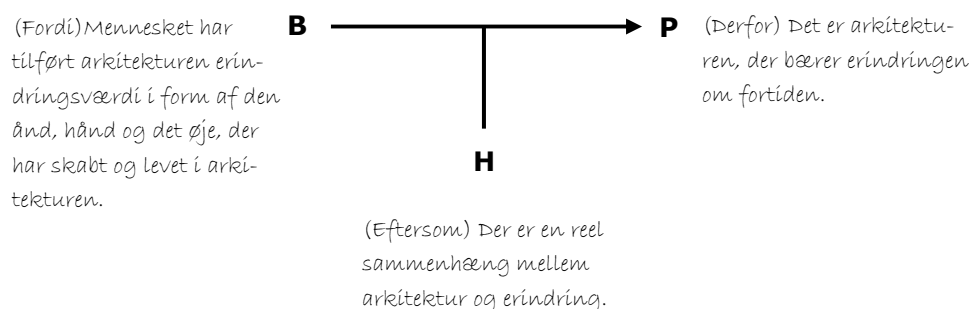 (Fordi) Mennesket har
tilført arkitekturen erin-
dringsværdi i form af den
ånd, hånd og det øje, der
har skabt og levet i arki-
tekturen.
B
P
(Derfor) Det er arkitektu-
ren, der bærer erindringen
om fortiden.
H
(Eftersom) Der er en reel
sammenhæng mellem
arkitektur og erindring.